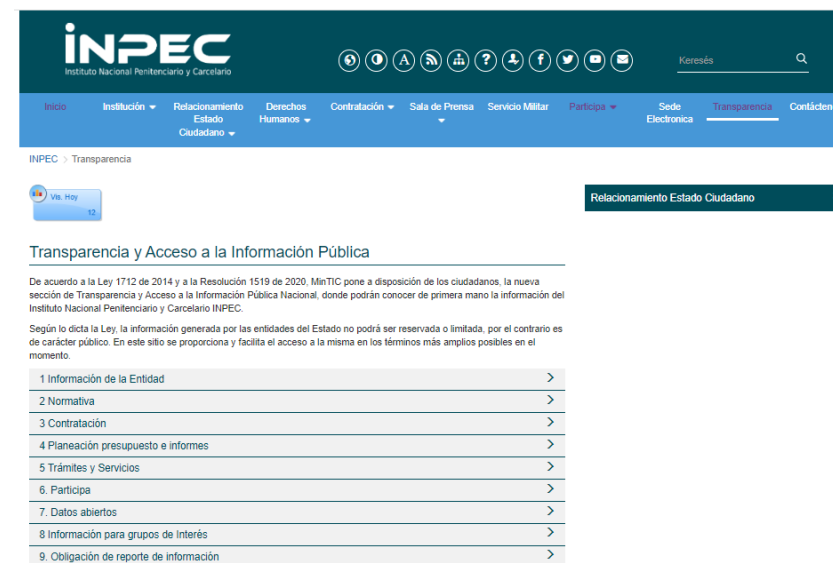 INPEC
Instituto Nacional Penitenciario y Carcelario
Keresés
Inicio
Institución
Relacionamiento
Estado
Ciudadano
Derechos
Humanos
Contratación
Sala de Prensa
Servicio Militar
Participa
Sede
Electronica
Transparencia
Contácten
INPEC > Transparencia
Vis. Hoy
12
Relacionamiento Estado Ciudadano
Transparencia y Acceso a la Información Pública
De acuerdo a la Ley 1712 de 2014 y a la Resolución 1519 de 2020, MinTIC pone a disposición de los ciudadanos, la nueva
sección de Transparencia y Acceso a la Información Pública Nacional, donde podrán conocer de primera mano la información del
Instituto Nacional Penitenciario y Carcelario INPEC.
Según lo dicta la Ley, la información generada por las entidades del Estado no podrá ser reservada o limitada, por el contrario es
de carácter público. En este sitio se proporciona y facilita el acceso a la misma en los términos más amplios posibles en el
momento.
1 Información de la Entidad
2 Normativa
3 Contratación
4 Planeación presupuesto e informes
5 Trámites y Servicios
6. Participa
7. Datos abiertos
8 Información para grupos de Interés
9. Obligación de reporte de información